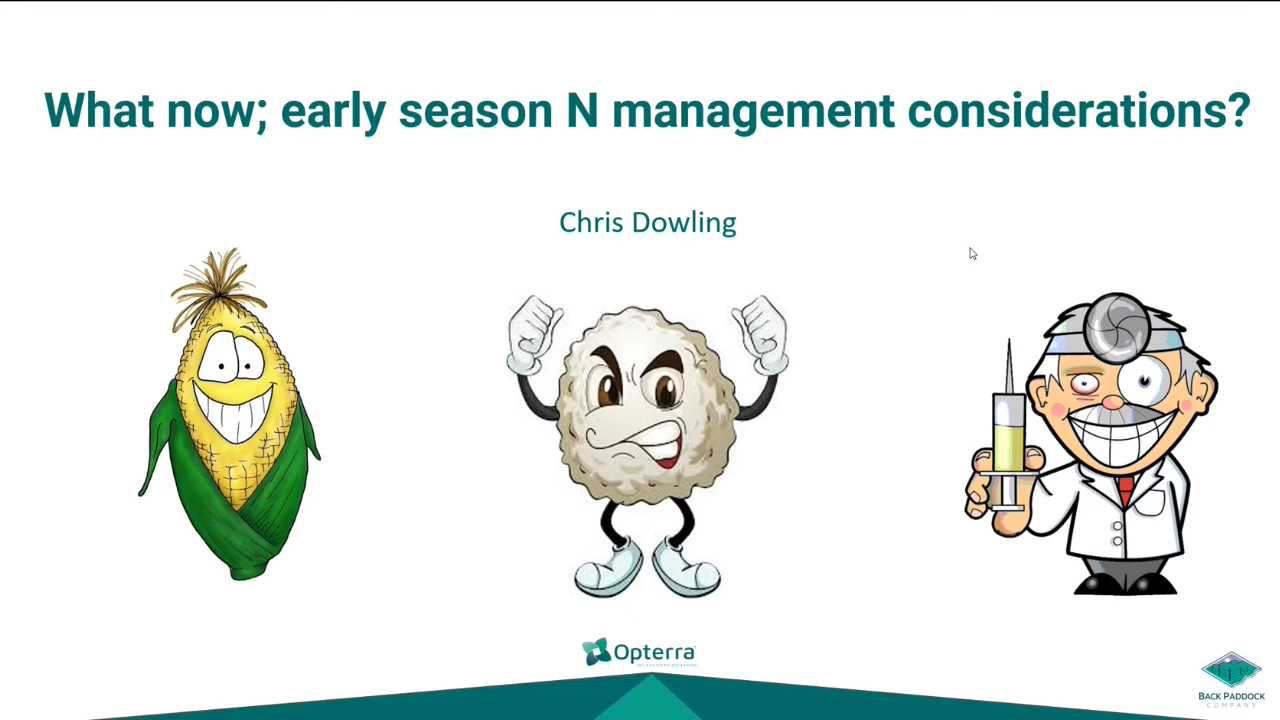 What now; early season N management considerations?
Chris Dowling
Opterra
BACK PADDOCK
COMPANY